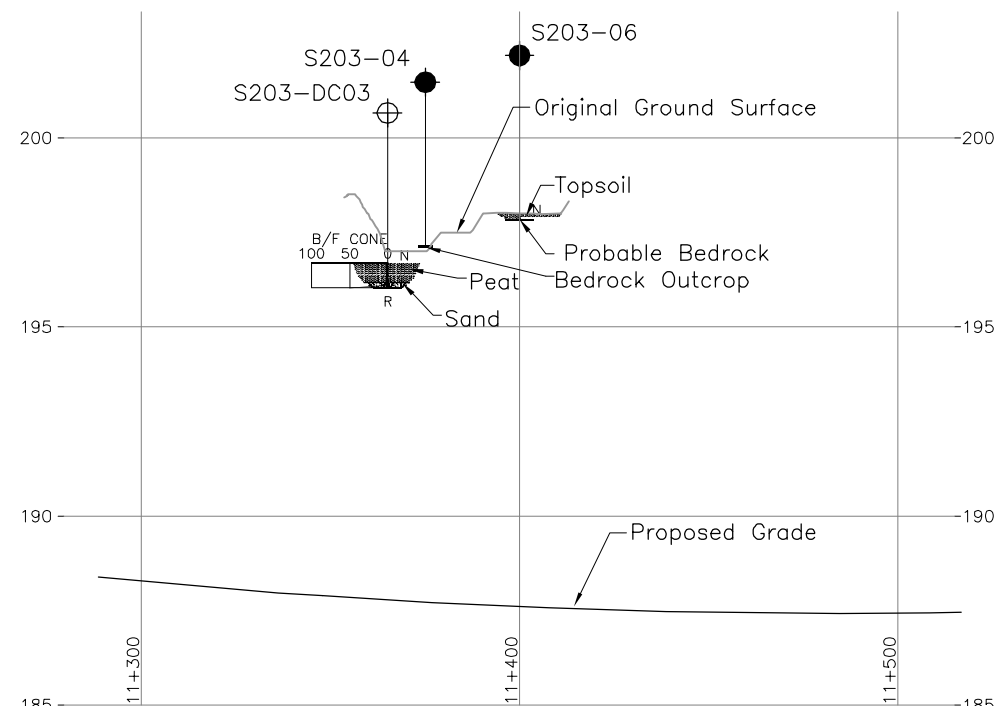 S203-06
S203-04
S203-DC03
Original Ground Surface
200
200
Topsoil
N
B/F CONE
Probable Bedrock
100 50 0 N
Bedrock Outcrop
Peat
R
Sand
195
195
190
190
Proposed Grade
11+300
11+400
11+500
185
185